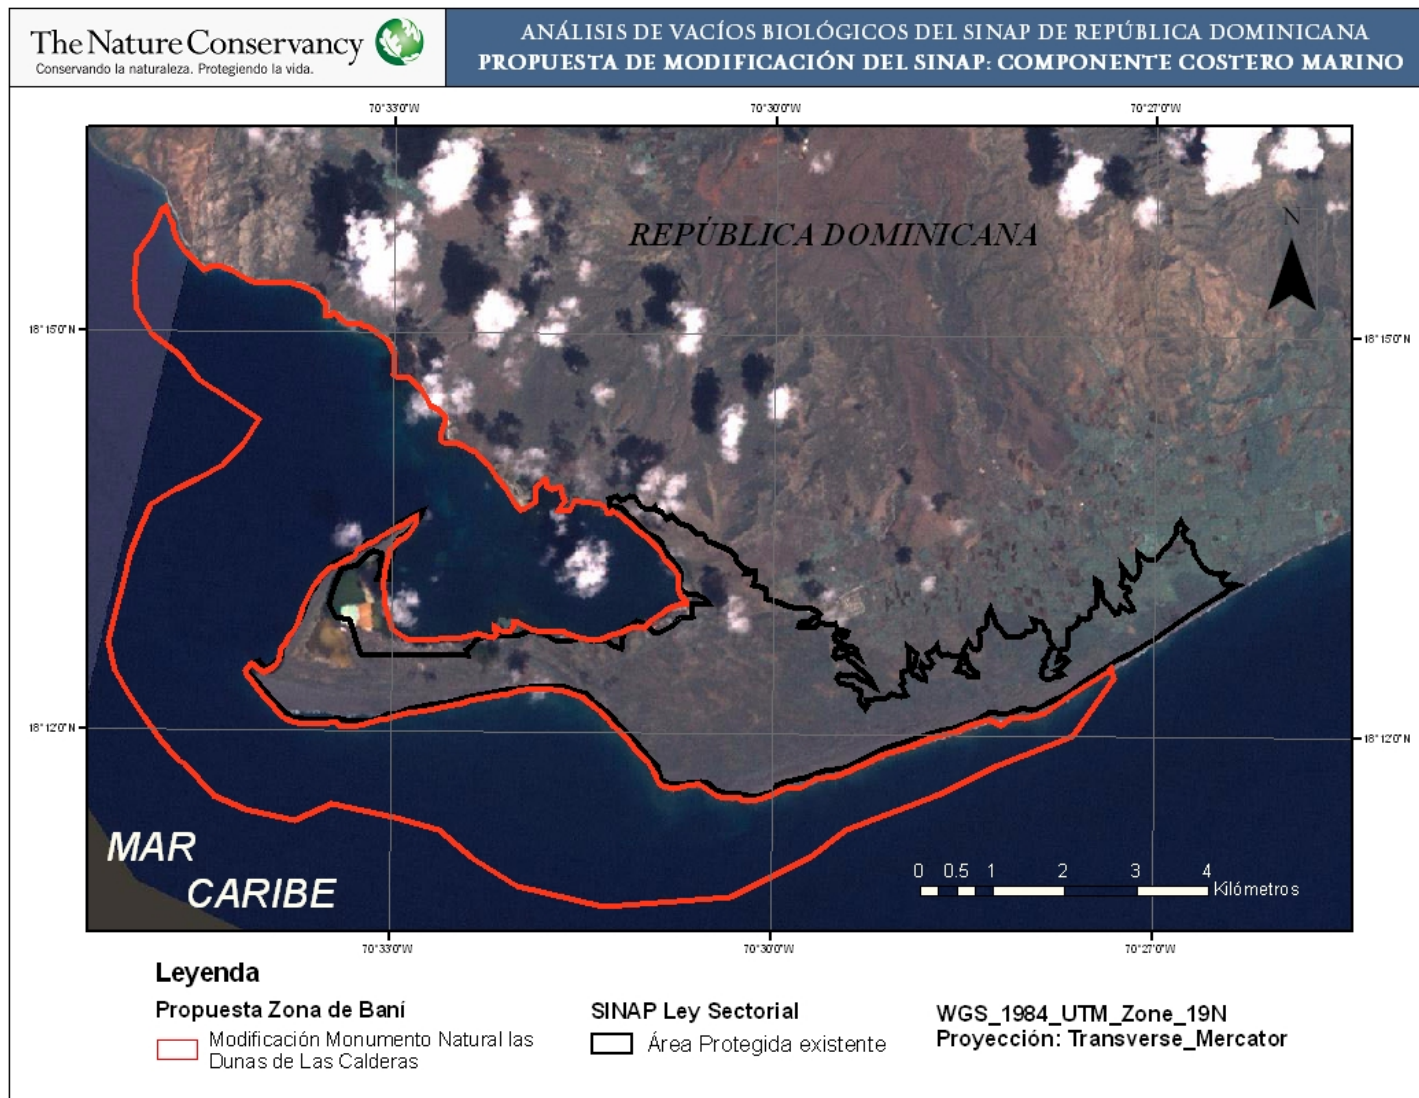 The Nature Conservancy
Conservando la naturaleza. Protegiendo la vida.
ANÁLISIS DE VACÍOS BIOLÓGICOS DEL SINAP DE REPÚBLICA DOMINICANA
PROPUESTA DE MODIFICACIÓN DEL SINAP: COMPONENTE COSTERO MARINO
70°33'0"W 70°30'0"W 70°27'0"W
N
REPÚBLICA DOMINICANA
18°15'0"N 18°15'0"N
18°12'0"N 18°12'0"N
MAR
CARIBE
0 0.5 1 2 3 4
Kilómetros
70°33'0"W 70°30'0"W 70°27'0"W
Leyenda
Propuesta Zona de Baní
Modificación Monumento Natural las
Dunas de Las Calderas
SINAP Ley Sectorial
Área Protegida existente
WGS_1984_UTM_Zone_19N
Proyección: Transverse_Mercator